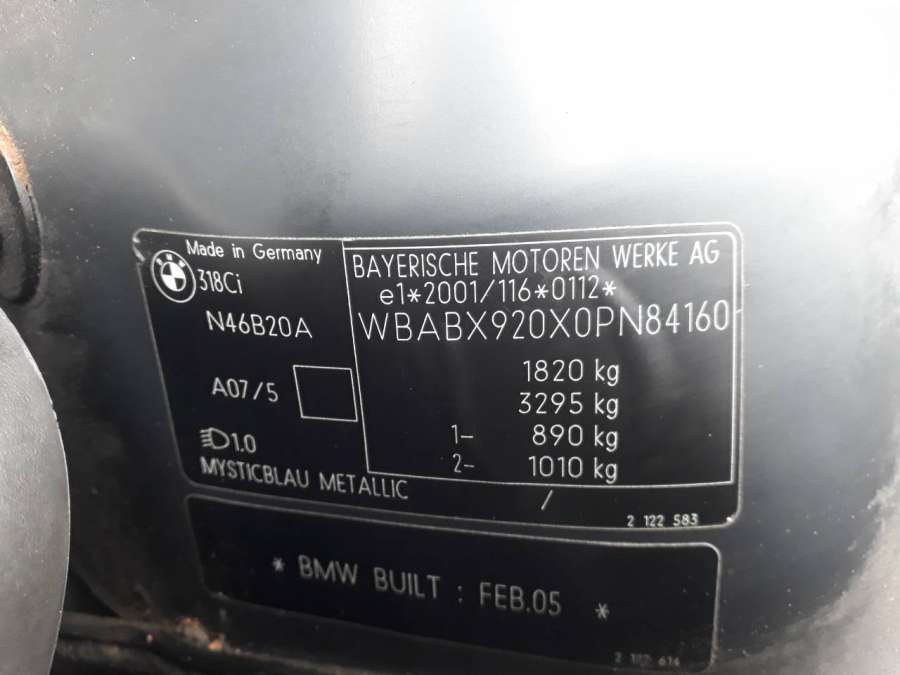 Made in Germany
318Ci
N46B20A
A07/5
1.0
MYSTICBLAU METALLIC
BAYERISCHE MOTOREN WERKE AG
e1*2001/116*0112*
WBABX920X0PN84160
1820 kg
3295 kg
1- 890 kg
2- 1010 kg
/
2 122 583
* BMW BUILT : FEB.05 *